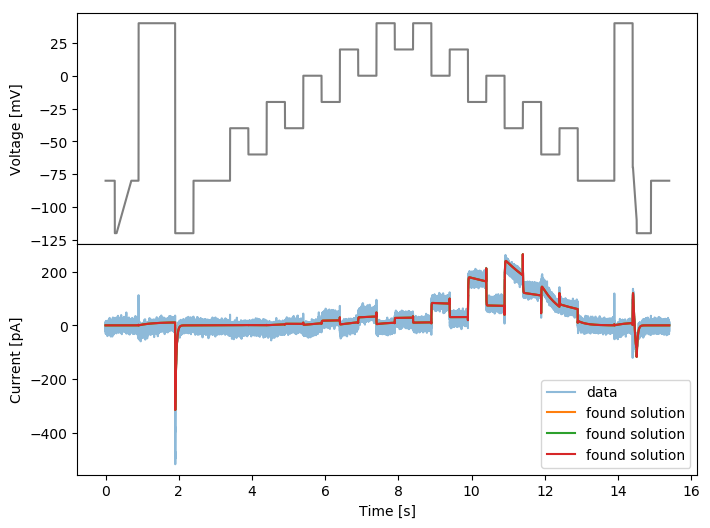 25
0
−25
−50
−75
−100
−125
Voltage [mV]
200
0
−200
−400
Current [pA]
data
found solution
found solution
found solution
0 2 4 6 8 10 12 14 16
Time [s]